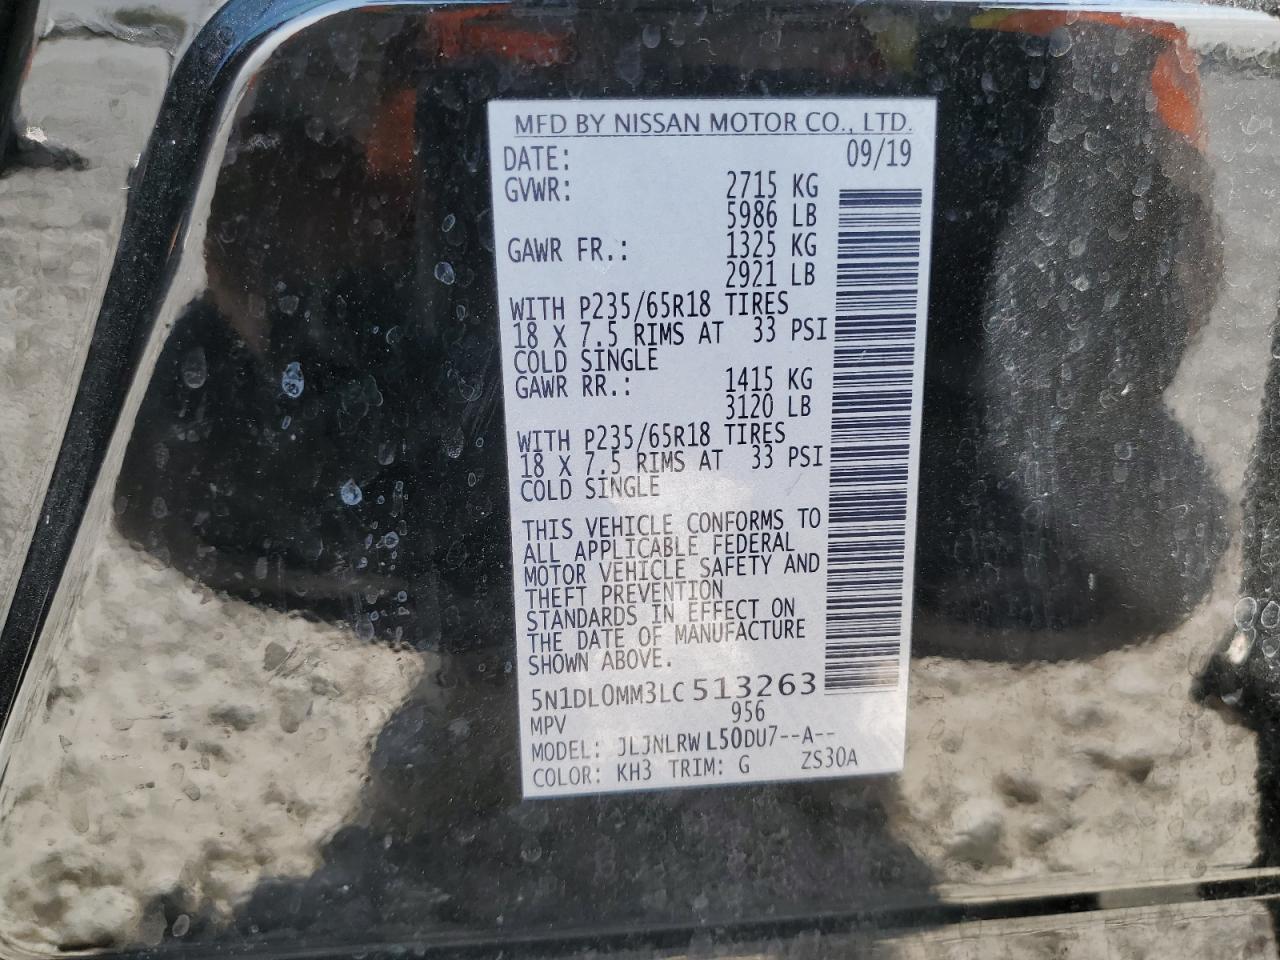 MFD BY NISSAN MOTOR CO., LTD.
DATE: 09/19
GVWR: 2715 KG
5986 LB
GAWR FR.: 1325 KG
2921 LB
WITH P235/65R18 TIRES
18 X 7.5 RIMS AT 33 PSI
COLD SINGLE
GAWR RR.: 1415 KG
3120 LB
WITH P235/65R18 TIRES
18 X 7.5 RIMS AT 33 PSI
COLD SINGLE
THIS VEHICLE CONFORMS TO
ALL APPLICABLE FEDERAL
MOTOR VEHICLE SAFETY AND
THEFT PREVENTION
STANDARDS IN EFFECT ON
THE DATE OF MANUFACTURE
SHOWN ABOVE.
5N1DL0MM3LC513263
MPV 956
MODEL: JLJNLRWL50DU7--A--
COLOR: KH3 TRIM: G ZS30A